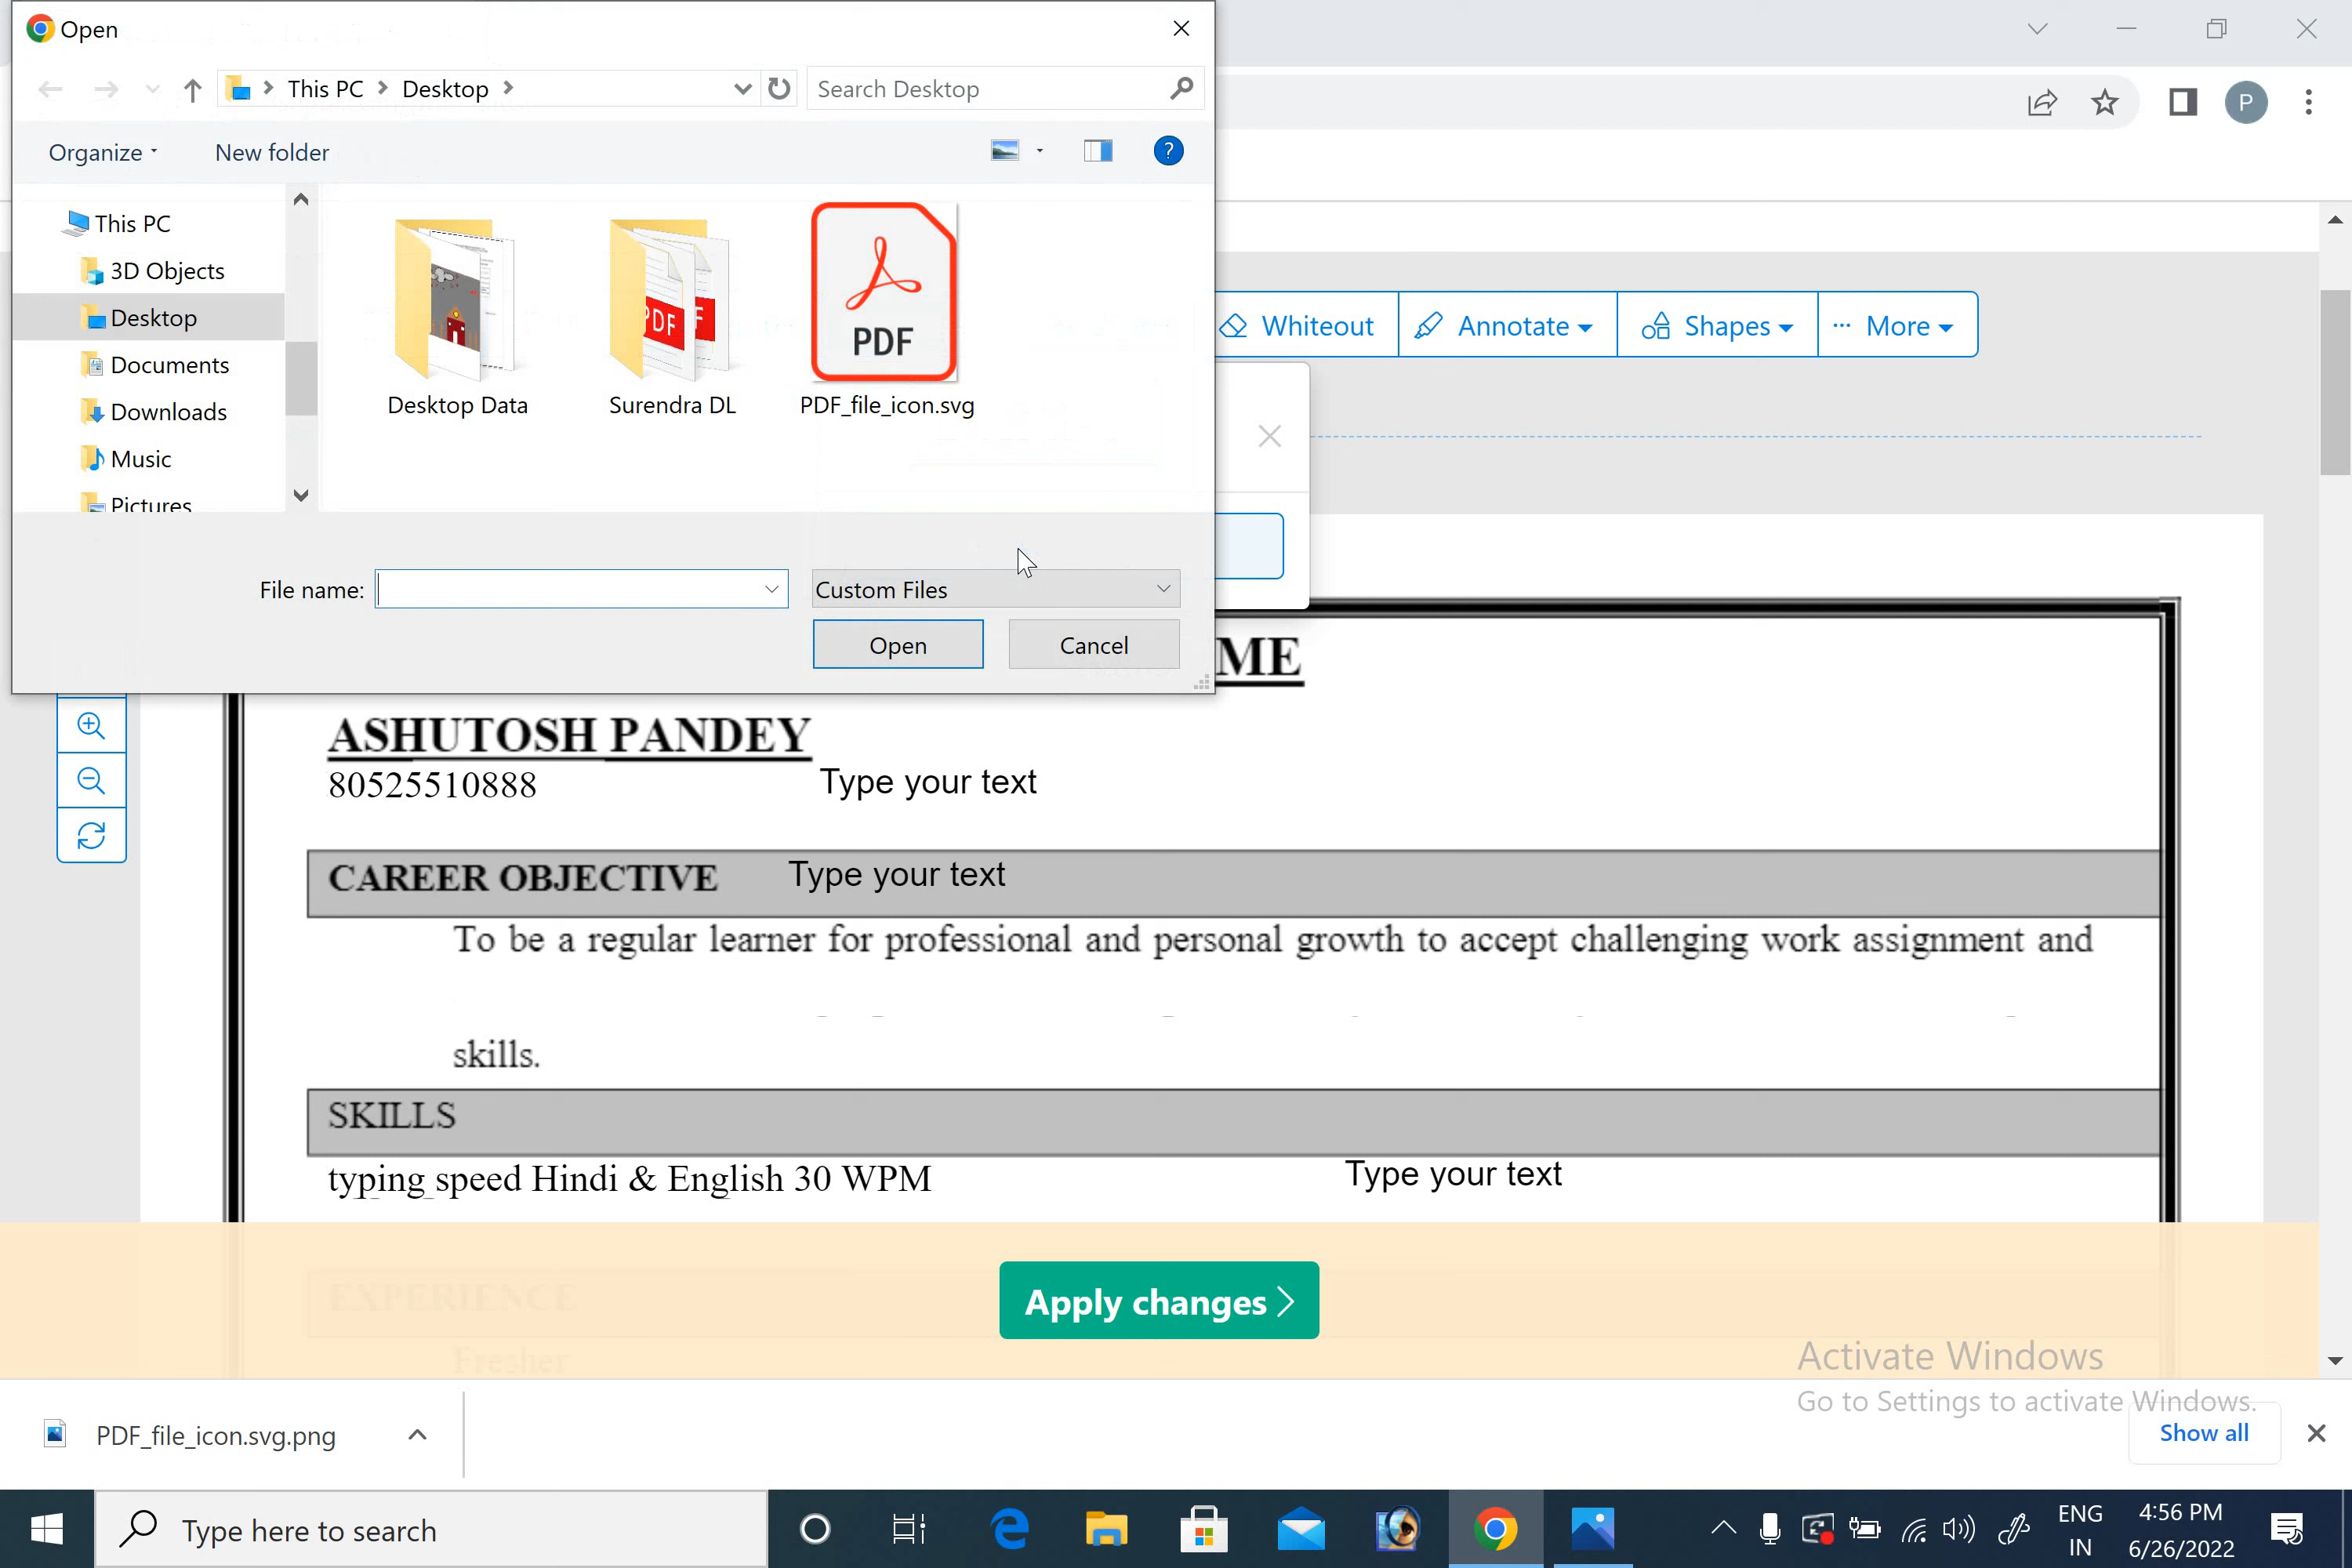 Open
This PC
Desktop
Search Desktop
P
Organize
New folder
?
This PC
3D Objects
Desktop
Documents
Downloads
Music
Pictures
PDF
PDF
Desktop Data
Surendra DL
PDF_file_icon.svg
Whiteout
Annotate
Shapes
More
File name:
Custom Files
Open
Cancel
ME
ASHUTOSH PANDEY
80525510888
Type your text
CAREER OBJECTIVE
Type your text
To be a regular learner for professional and personal growth to accept challenging work assignment and
skills.
SKILLS
typing speed Hindi & English 30 WPM
Type your text
EXPERIENCE
Fresher
Apply changes
Activate Windows
Go to Settings to activate Windows.
PDF_file_icon.svg.png
Show all
Type here to search
ENG
IN
4:56 PM
6/26/2022